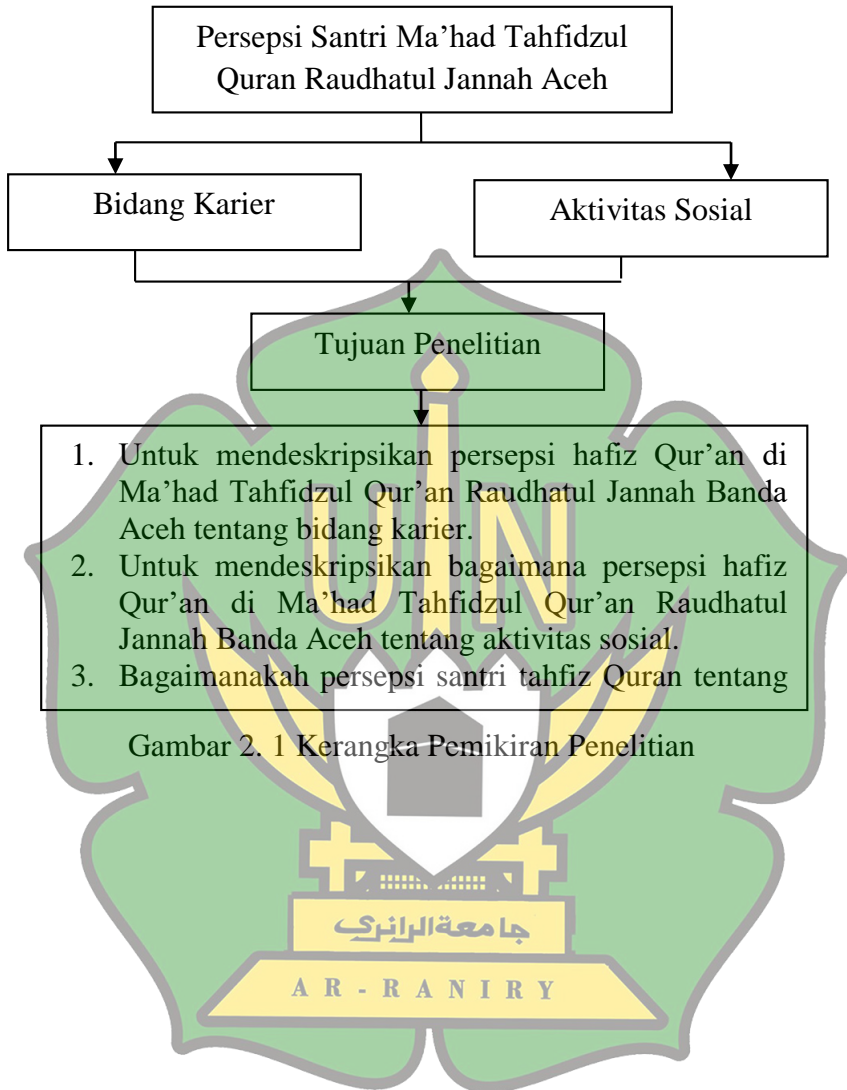 Persepsi Santri Ma’had Tahfidzul
Quran Raudhatul Jannah Aceh
Bidang Karier
Aktivitas Sosial
Tujuan Penelitian
1. Untuk mendeskripsikan persepsi hafiz Qur’an di
Ma’had Tahfidzul Qur’an Raudhatul Jannah Banda
Aceh tentang bidang karier.
2. Untuk mendeskripsikan bagaimana persepsi hafiz
Qur’an di Ma’had Tahfidzul Qur’an Raudhatul
Jannah Banda Aceh tentang aktivitas sosial.
3. Bagaimanakah persepsi santri tahfiz Quran tentang
Gambar 2. 1 Kerangka Pemikiran Penelitian
UIN
جامعة الرانري
AR - RANIRY